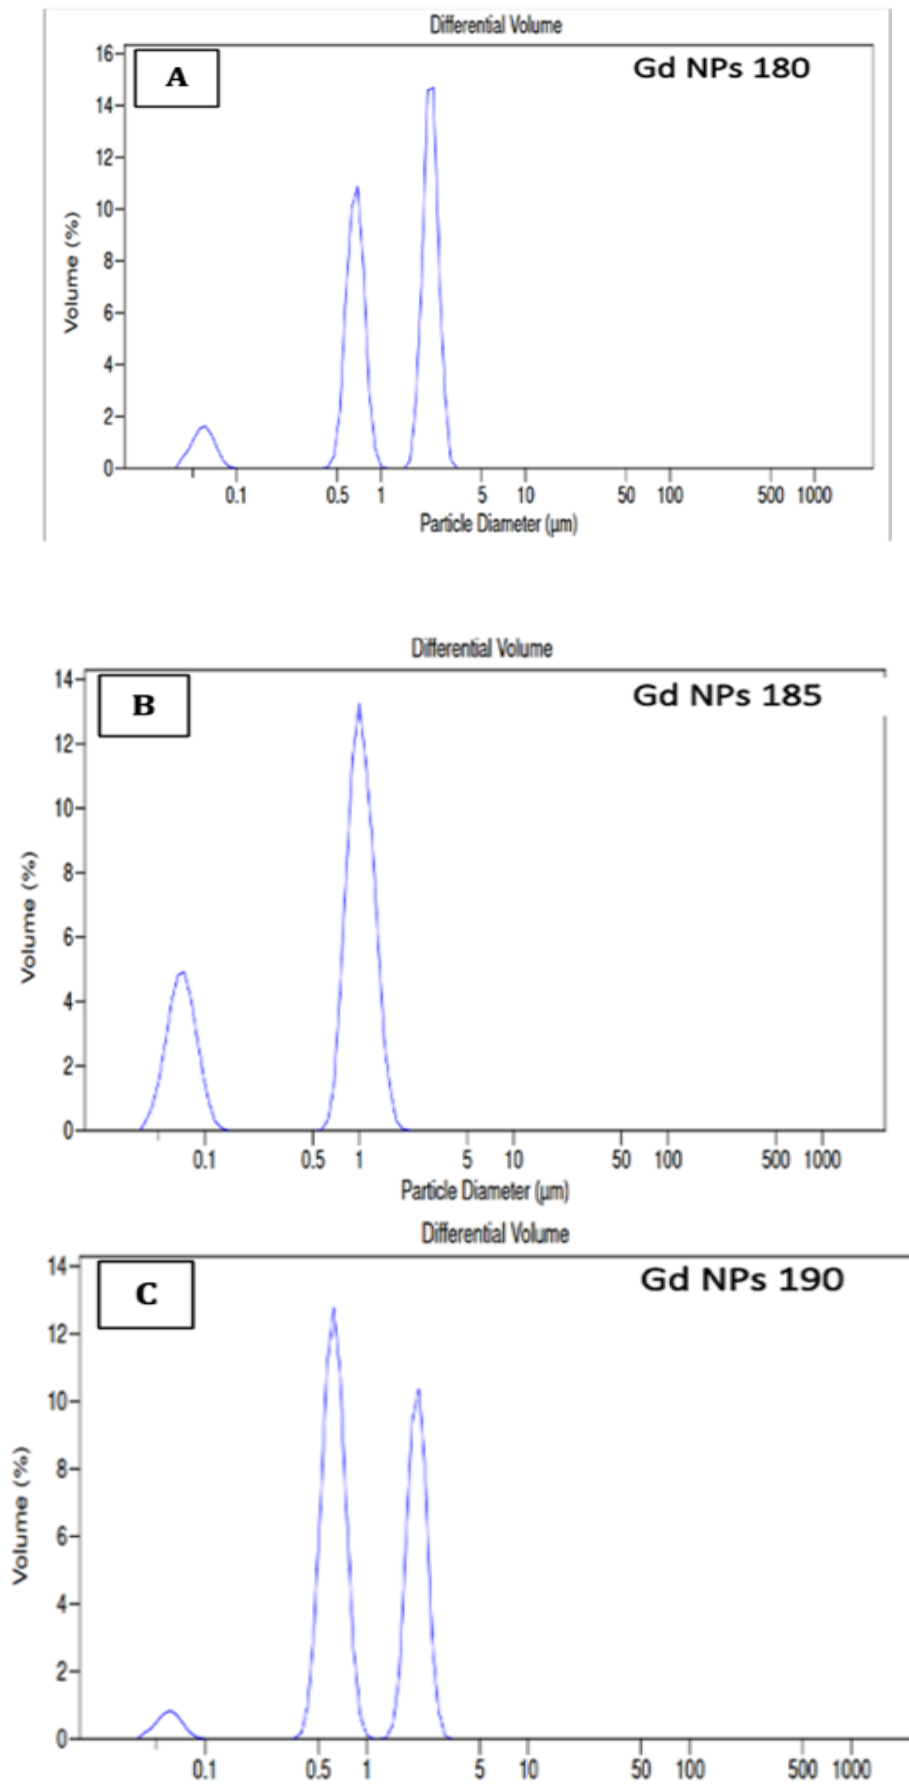 Differential Volume
A
Gd NPs 180
16
14
12
10
8
6
4
2
0
Volume (%)
0.1 0.5 1 5 10 50 100 500 1000
Particle Diameter (µm)
Differential Volume
B
Gd NPs 185
14
12
10
8
6
4
2
0
Volume (%)
0.1 0.5 1 5 10 50 100 500 1000
Particle Diameter (µm)
Differential Volume
C
Gd NPs 190
14
12
10
8
6
4
2
0
Volume (%)
0.1 0.5 1 5 10 50 100 500 1000